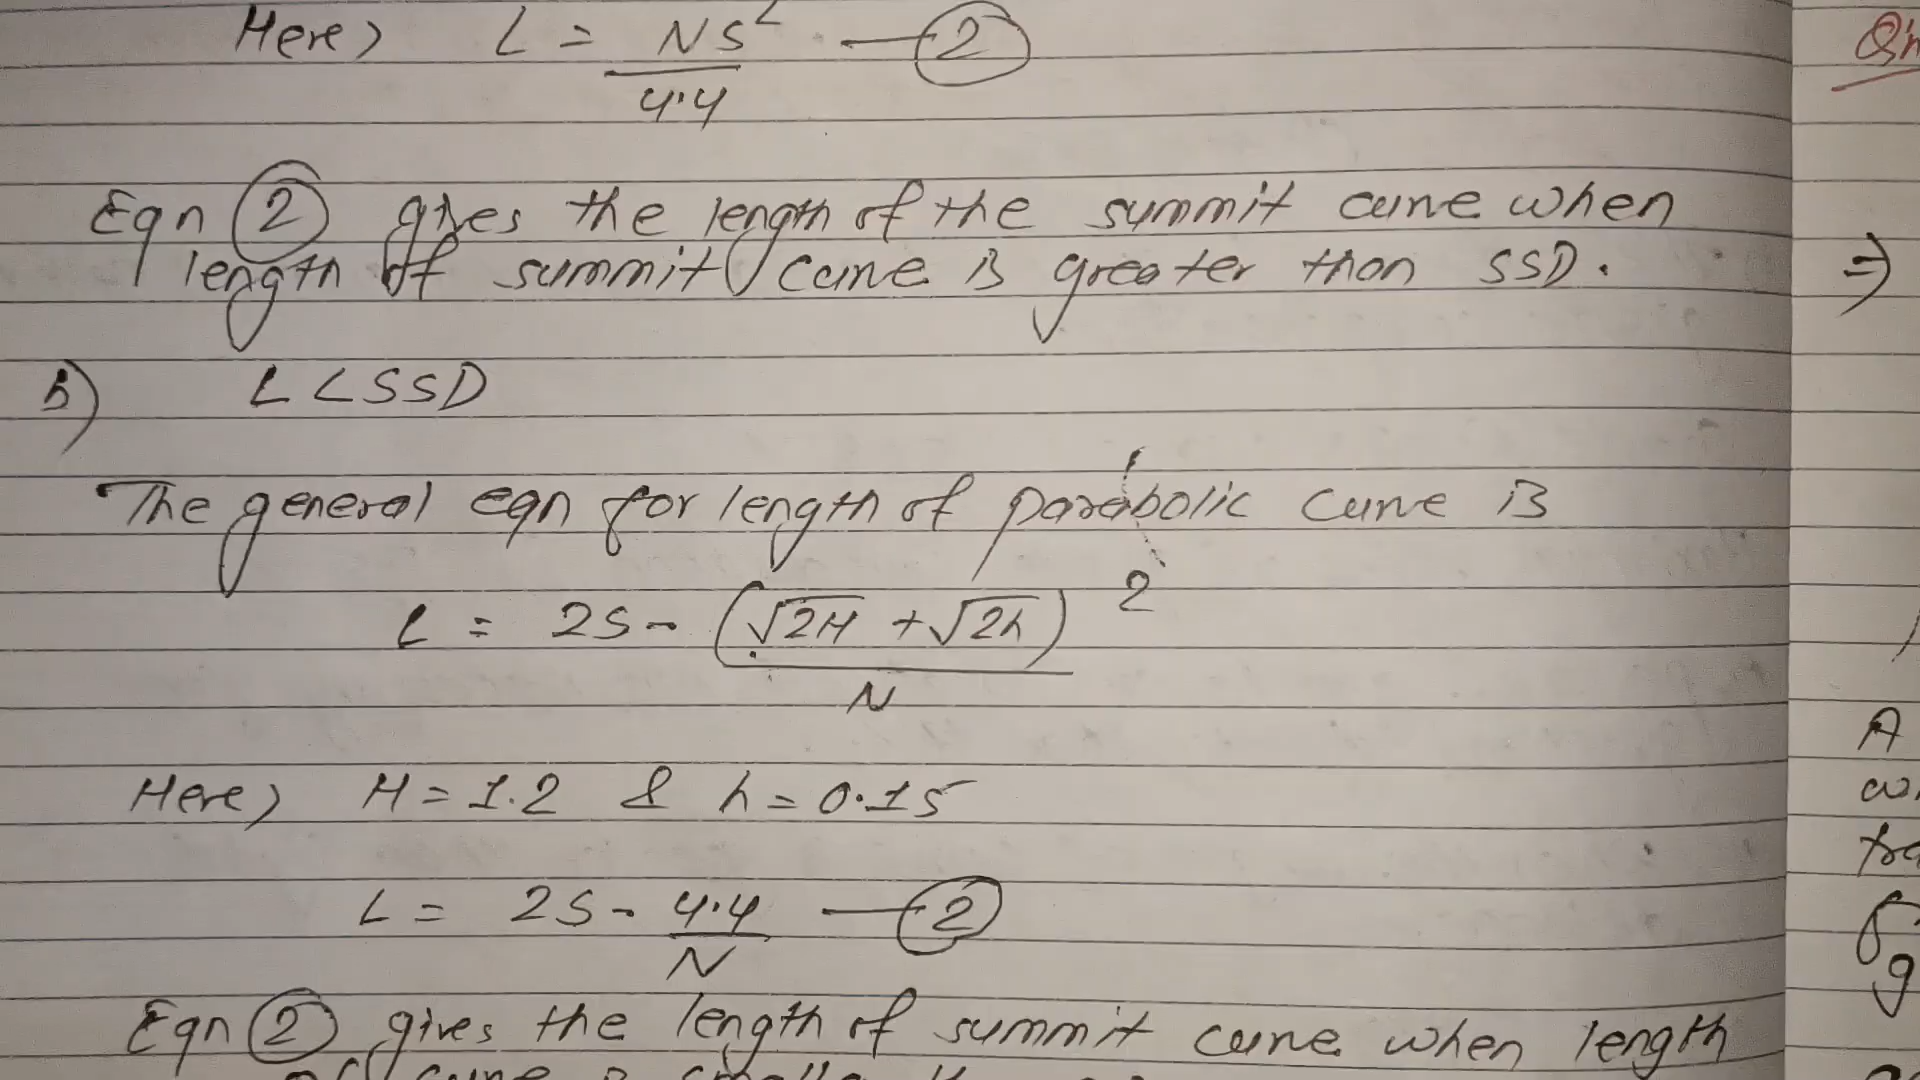 Here, L = NS² — (2)
4.4
Eqn (2) gives the length of the summit curve when
length of summit curve is greater than SSD.
b) L < SSD
The general eqn for length of parabolic curve is
L = 2S - (√2H + √2h)²
N
Here, H = 1.2 & h = 0.15
L = 2S - 4.4 — (2)
N
Eqn (2) gives the length of summit curve when length
⇒
A